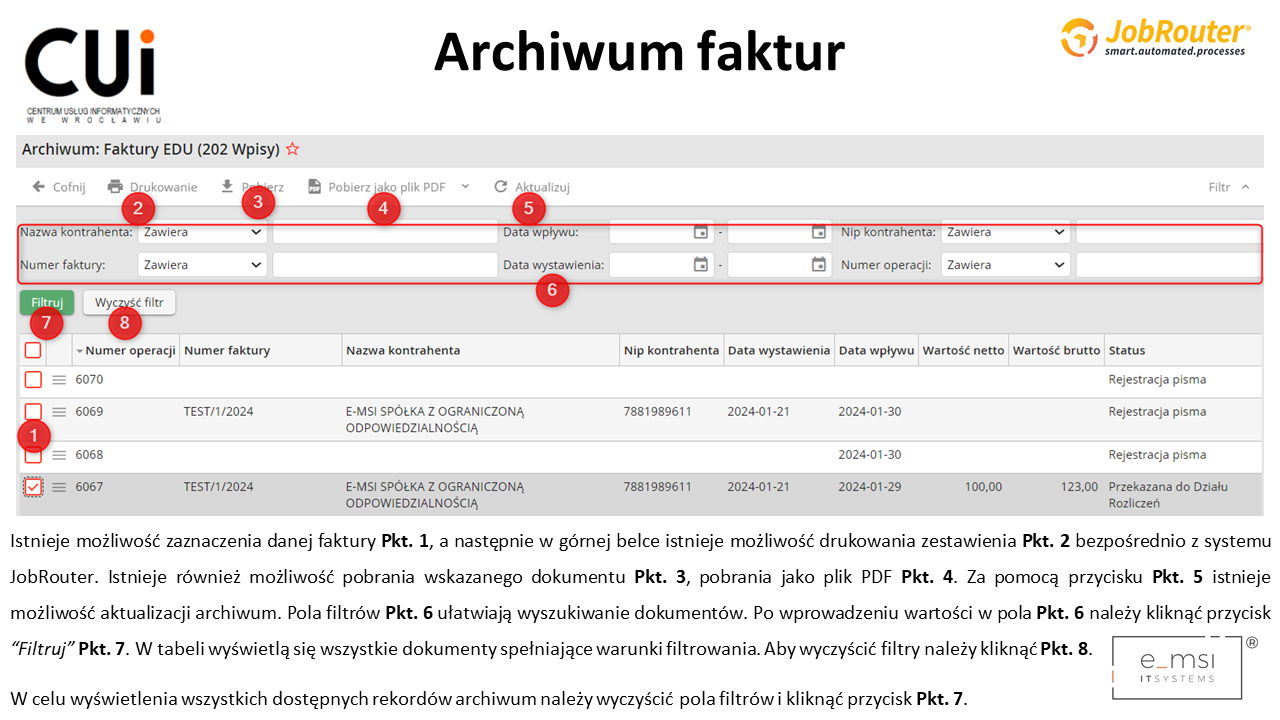 CUi
CENTRUM USŁUG INFORMATYCZNYCH
WE WROCŁAWIU
Archiwum faktur
JobRouter®
smart.automated.processes
Archiwum: Faktury EDU (202 Wpisy)
Cofnij Drukowanie Pobierz Pobierz jako plik PDF Aktualizuj Filtr
2 3 4 5
Nazwa kontrahenta: Zawiera Data wpływu: - Nip kontrahenta: Zawiera
Numer faktury: Zawiera Data wystawienia: - Numer operacji: Zawiera
6
Filtruj Wyczyść filtr
7 8
Numer operacji Numer faktury Nazwa kontrahenta Nip kontrahenta Data wystawienia Data wpływu Wartość netto Wartość brutto Status
6070 Rejestracja pisma
6069 TEST/1/2024 E-MSI SPÓŁKA Z OGRANICZONĄ 7881989611 2024-01-21 2024-01-30 Rejestracja pisma
ODPOWIEDZIALNOŚCIĄ
1
6068 2024-01-30 Rejestracja pisma
6067 TEST/1/2024 E-MSI SPÓŁKA Z OGRANICZONĄ 7881989611 2024-01-21 2024-01-29 100,00 123,00 Przekazana do Działu
ODPOWIEDZIALNOŚCIĄ Rozliczeń
Istnieje możliwość zaznaczenia danej faktury Pkt. 1, a następnie w górnej belce istnieje możliwość drukowania zestawienia Pkt. 2 bezpośrednio z systemu
JobRouter. Istnieje również możliwość pobrania wskazanego dokumentu Pkt. 3, pobrania jako plik PDF Pkt. 4. Za pomocą przycisku Pkt. 5 istnieje
możliwość aktualizacji archiwum. Pola filtrów Pkt. 6 ułatwiają wyszukiwanie dokumentów. Po wprowadzeniu wartości w pola Pkt. 6 należy kliknąć przycisk
“Filtruj” Pkt. 7. W tabeli wyświetlą się wszystkie dokumenty spełniające warunki filtrowania. Aby wyczyścić filtry należy kliknąć Pkt. 8.
W celu wyświetlenia wszystkich dostępnych rekordów archiwum należy wyczyścić pola filtrów i kliknąć przycisk Pkt. 7.
e_msi ®
ITSYSTEMS